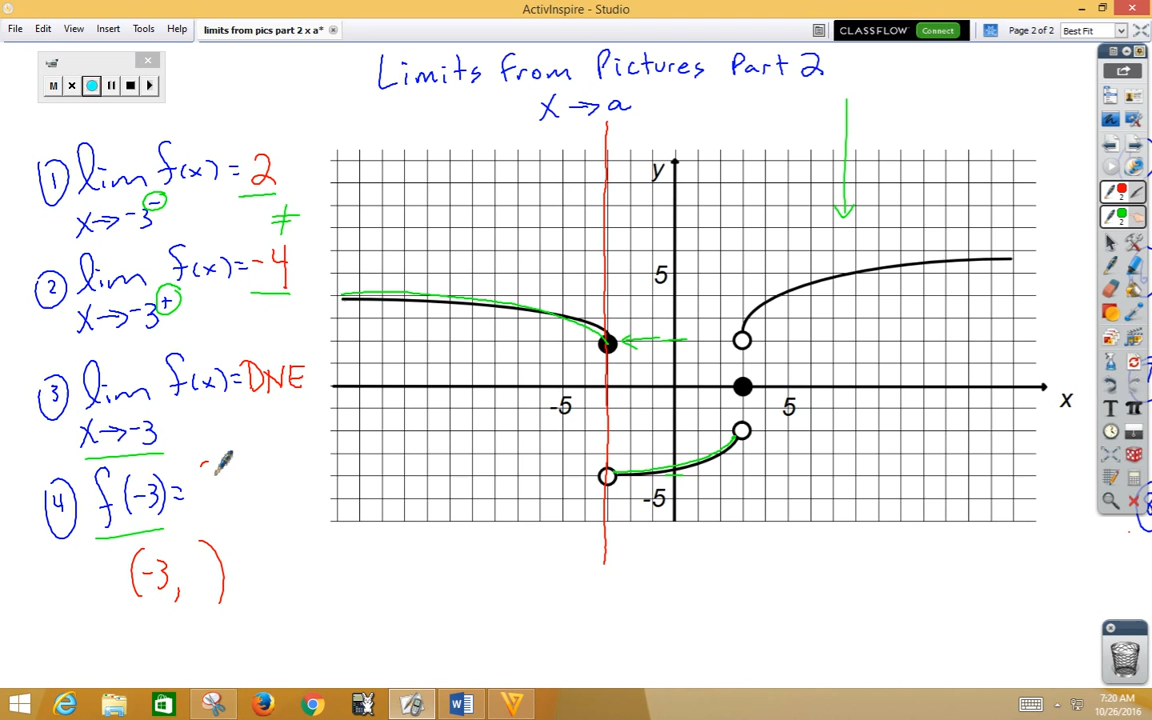 ActivInspire - Studio
File Edit View Insert Tools Help
limits from pics part 2 x a*
CLASSFLOW Connect
Page 2 of 2 Best Fit
M
Limits from Pictures Part 2
x → a
① lim f(x) = 2
x → -3⁻
≠
② lim f(x) = -4
x → -3⁺
③ lim f(x) = DNE
x → -3
④ f(-3) =
(-3, )
y
5
-5
5
x
-5
2
2
7:20 AM
10/26/2016